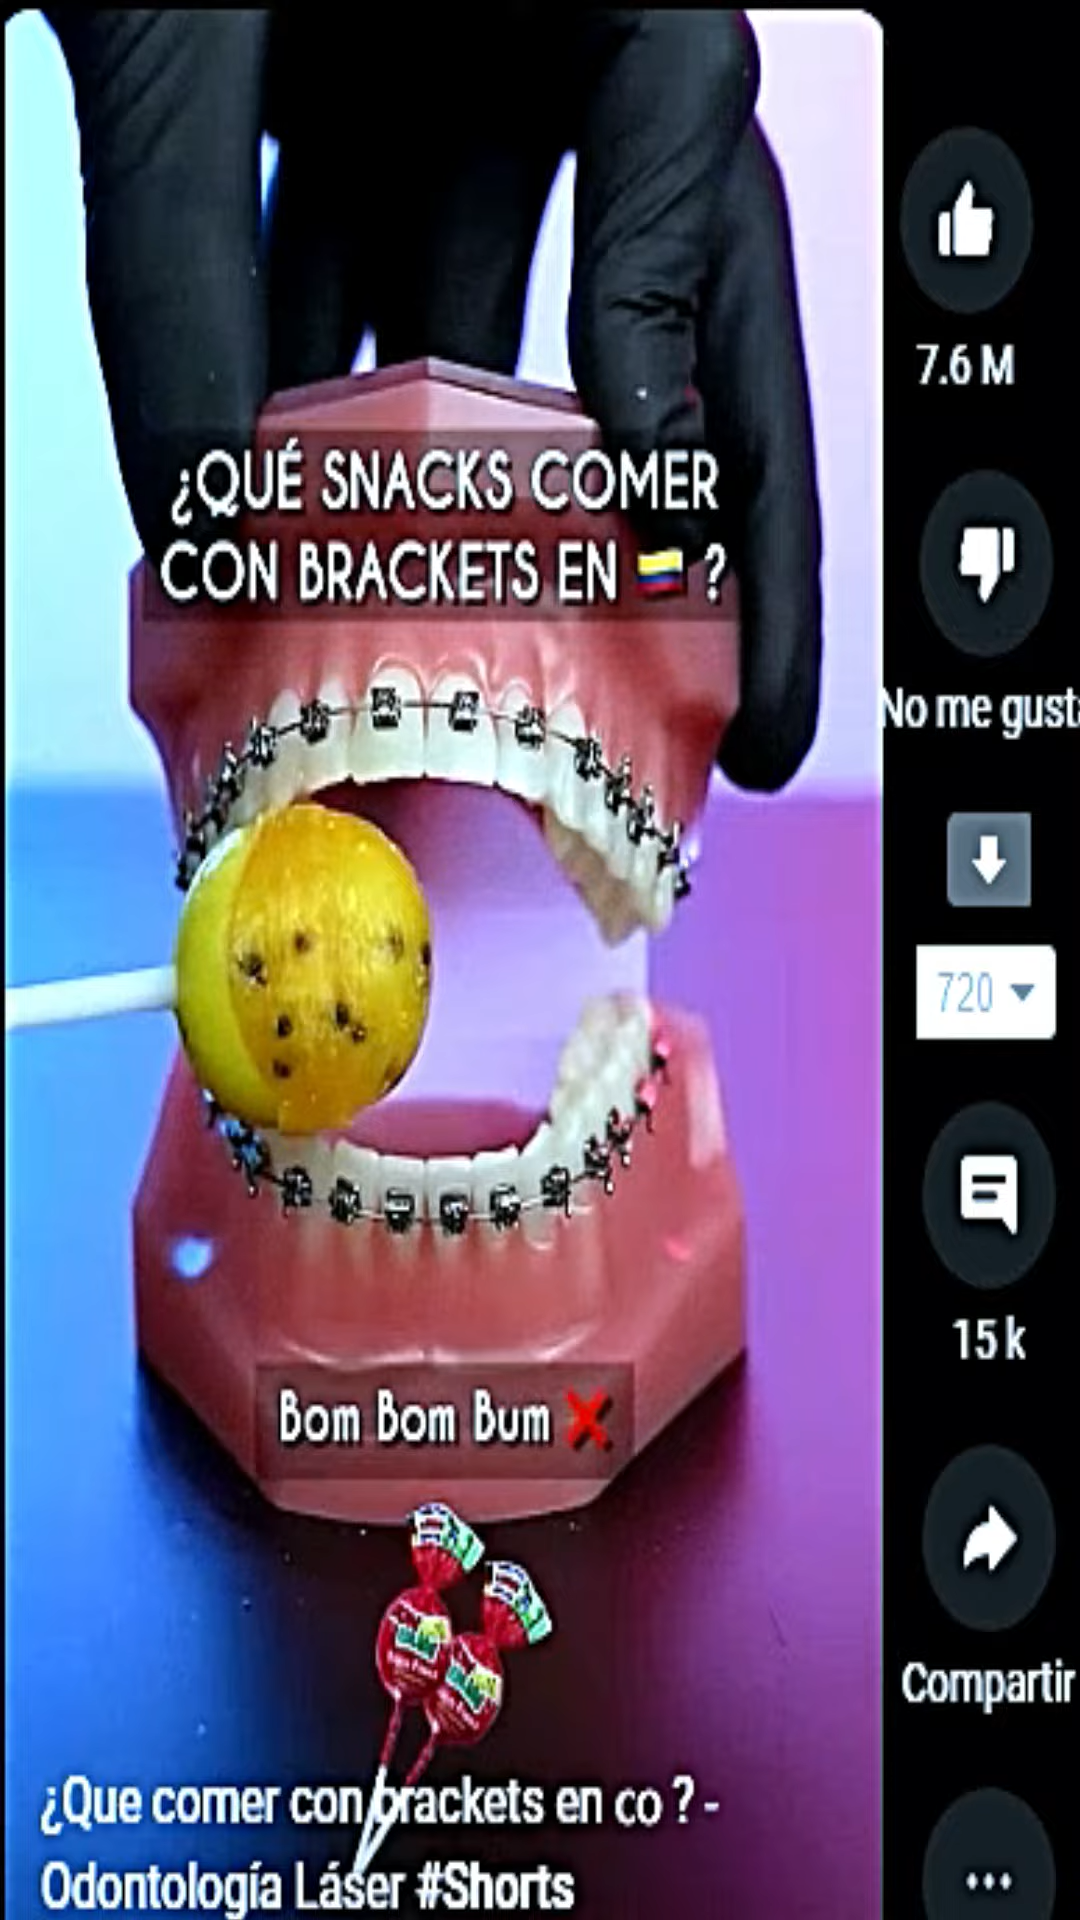 ¿QUÉ SNACKS COMER
CON BRACKETS EN 🇨🇴 ?
Bom Bom Bum ❌
¿Que comer con brackets en co ? -
Odontología Láser #Shorts
7.6 M
No me gusta
720
15 k
Compartir